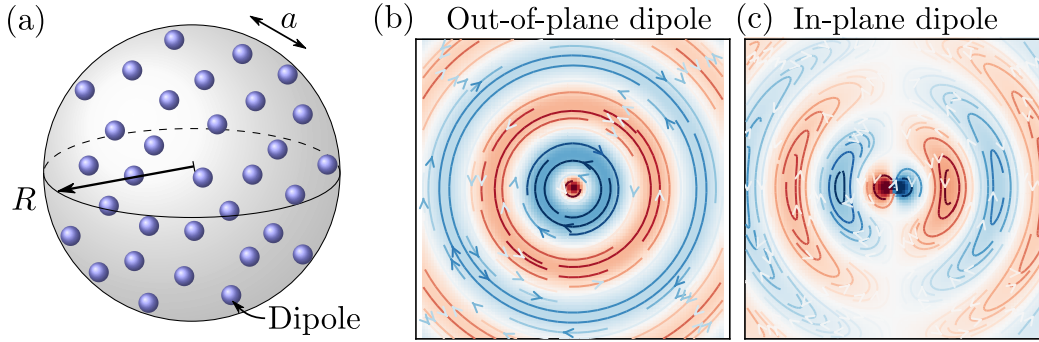 (a)
a
R
Dipole
(b) Out-of-plane dipole
(c) In-plane dipole